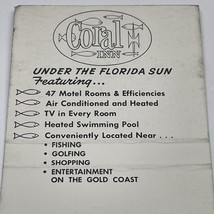 Coral
INN
UNDER THE FLORIDA SUN
Featuring...
47 Motel Rooms & Efficiencies
Air Conditioned and Heated
TV in Every Room
Heated Swimming Pool
Conveniently Located Near . . .
• FISHING
• GOLFING
• SHOPPING
• ENTERTAINMENT
ON THE GOLD COAST